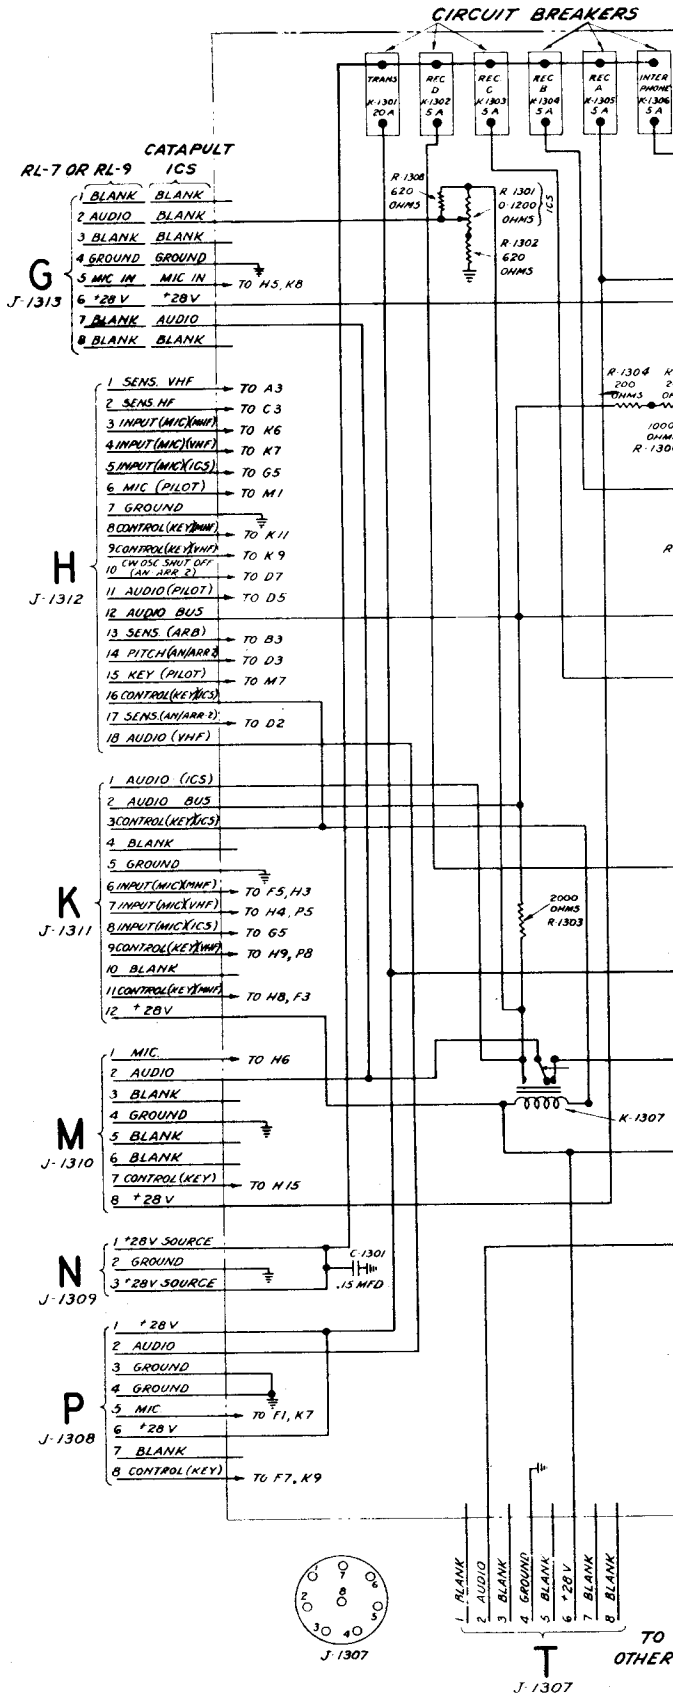 CIRCUIT BREAKERS
TRANS K-1301 20 A
REC D K-1302 5 A
REC C K-1303 5 A
REC B K-1304 5 A
REC A K-1305 5 A
INTER PHONE K-1306 5 A
RL-7 OR RL-9
CATAPULT ICS
R-1308 620 OHMS
R-1301 0-1200 OHMS
ICS
R-1302 620 OHMS
G
J-1313
1 BLANK BLANK
2 AUDIO BLANK
3 BLANK BLANK
4 GROUND GROUND
5 MIC IN MIC IN TO H5, K8
6 +28 V +28 V
7 BLANK AUDIO
8 BLANK BLANK
R-1304 200 OHMS
1000 OHMS
R-130
R
H
J-1312
1 SENS. VHF TO A3
2 SENS. HF TO C3
3 INPUT(MIC)(MHF) TO K6
4 INPUT(MIC)(VHF) TO K7
5 INPUT(MIC)(ICS) TO G5
6 MIC (PILOT) TO M1
7 GROUND
8 CONTROL(KEY)(MHF) TO K11
9 CONTROL(KEY)(VHF) TO K9
10 CW OSC. SHUT OFF (AN-ARR-2) TO D7
11 AUDIO (PILOT) TO D5
12 AUDIO BUS
13 SENS. (ARB) TO B3
14 PITCH(AN/ARR2) TO D3
15 KEY (PILOT) TO M7
16 CONTROL(KEY)(ICS)
17 SENS.(AN/ARR-2) TO D2
18 AUDIO (VHF)
K
J-1311
1 AUDIO (ICS)
2 AUDIO BUS
3 CONTROL(KEY)(ICS)
4 BLANK
5 GROUND
6 INPUT(MIC)(MHF) TO F5, H3
7 INPUT(MIC)(VHF) TO H4, P5
8 INPUT(MIC)(ICS) TO G5
9 CONTROL(KEY)(VHF) TO H9, P8
10 BLANK
11 CONTROL(KEY)(MHF) TO H8, F3
12 +28V
2000 OHMS R-1303
M
J-1310
1 MIC. TO H6
2 AUDIO
3 BLANK
4 GROUND
5 BLANK
6 BLANK
7 CONTROL(KEY) TO H15
8 +28 V
K-1307
N
J-1309
1 +28V SOURCE
2 GROUND
3 +28V SOURCE
C-1301
.15 MFD
P
J-1308
1 +28 V
2 AUDIO
3 GROUND
4 GROUND
5 MIC TO F1, K7
6 +28 V
7 BLANK
8 CONTROL (KEY) TO F7, K9
1 BLANK
2 AUDIO
3 BLANK
4 GROUND
5 BLANK
6 +28 V
7 BLANK
8 BLANK
1 2 3 4 5 6 7 8
J-1307
T
J-1307
TO
OTHER